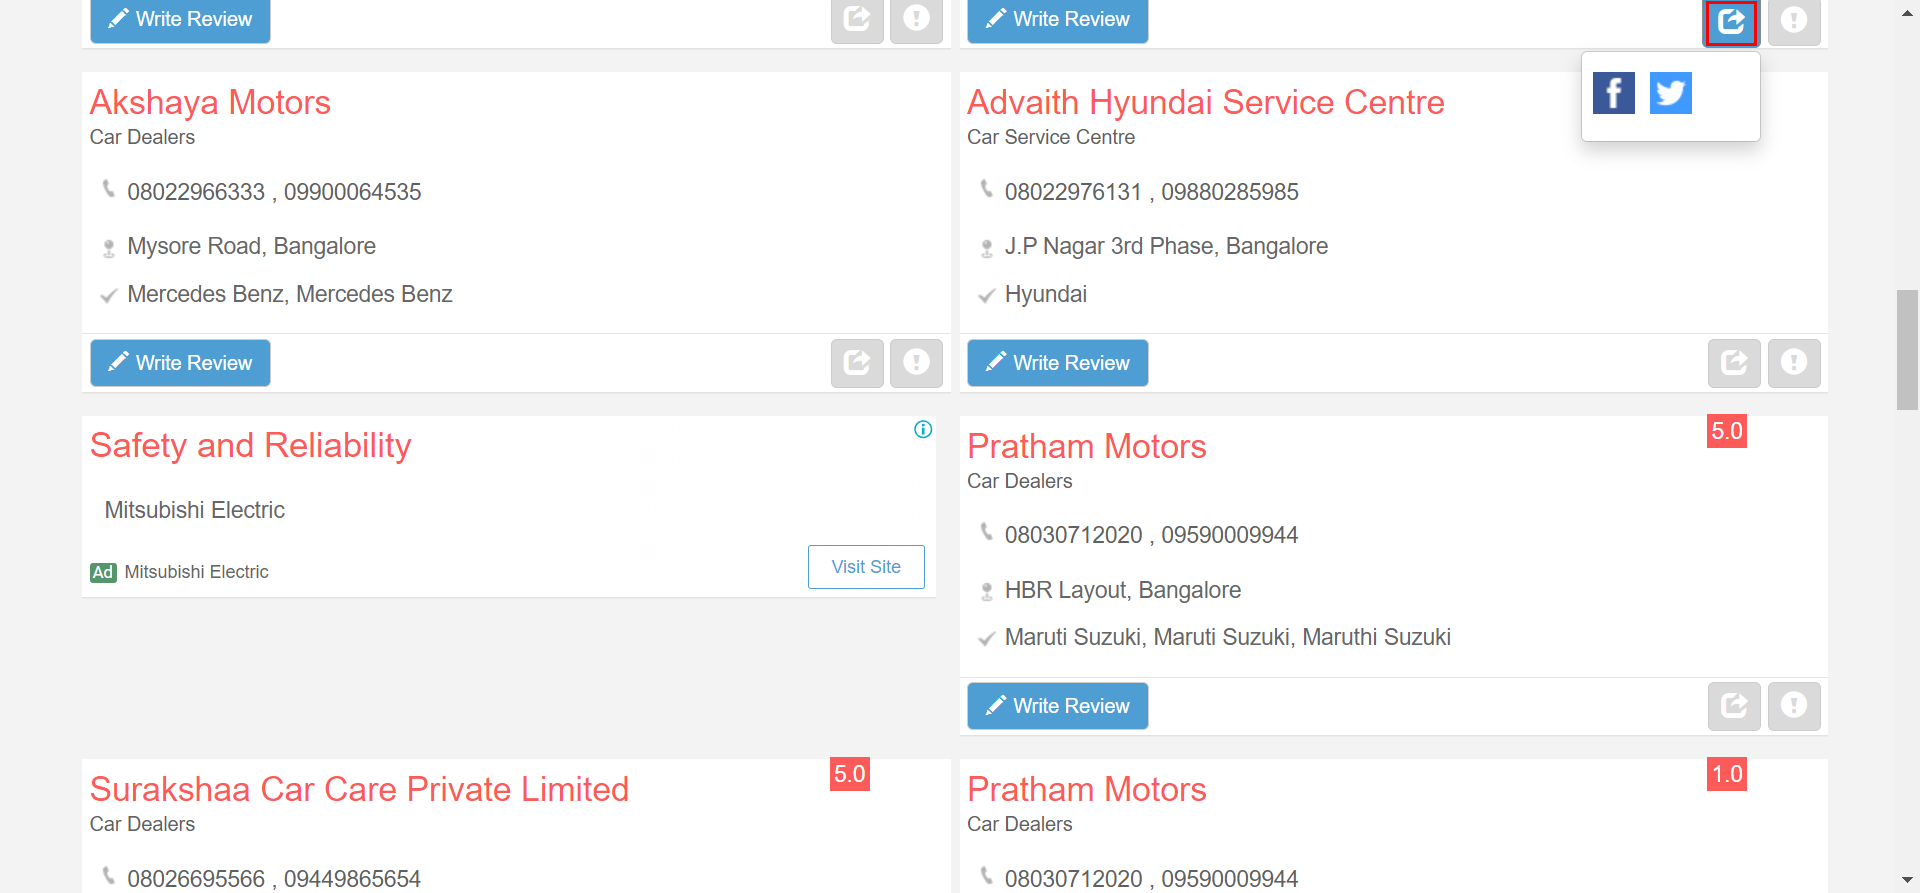 Write Review
Write Review
Akshaya Motors
Car Dealers
08022966333 , 09900064535
Mysore Road, Bangalore
Mercedes Benz, Mercedes Benz
Write Review
Advaith Hyundai Service Centre
Car Service Centre
08022976131 , 09880285985
J.P Nagar 3rd Phase, Bangalore
Hyundai
Write Review
Safety and Reliability
Mitsubishi Electric
Ad Mitsubishi Electric
Visit Site
Pratham Motors
5.0
Car Dealers
08030712020 , 09590009944
HBR Layout, Bangalore
Maruti Suzuki, Maruti Suzuki, Maruthi Suzuki
Write Review
Surakshaa Car Care Private Limited
5.0
Car Dealers
08026695566 , 09449865654
Pratham Motors
1.0
Car Dealers
08030712020 , 09590009944